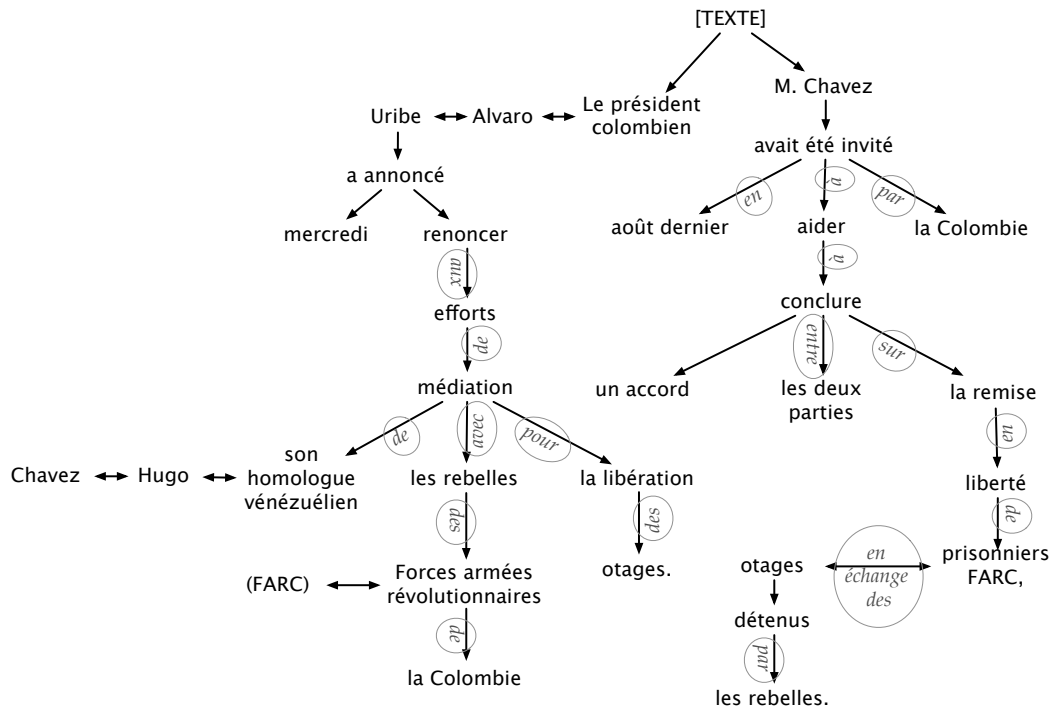 [TEXTE]
M. Chavez
Le président
colombien
Alvaro
Uribe
avait été invité
a annoncé
en
à
par
mercredi
renoncer
août dernier
aider
la Colombie
aux
à
efforts
conclure
de
entre
sur
médiation
un accord
les deux
parties
la remise
de
avec
pour
en
son
homologue
vénézuélien
Hugo
Chavez
les rebelles
la libération
liberté
des
des
de
(FARC)
Forces armées
révolutionnaires
otages.
otages
en
échange
des
prisonniers
FARC,
de
détenus
par
la Colombie
les rebelles.